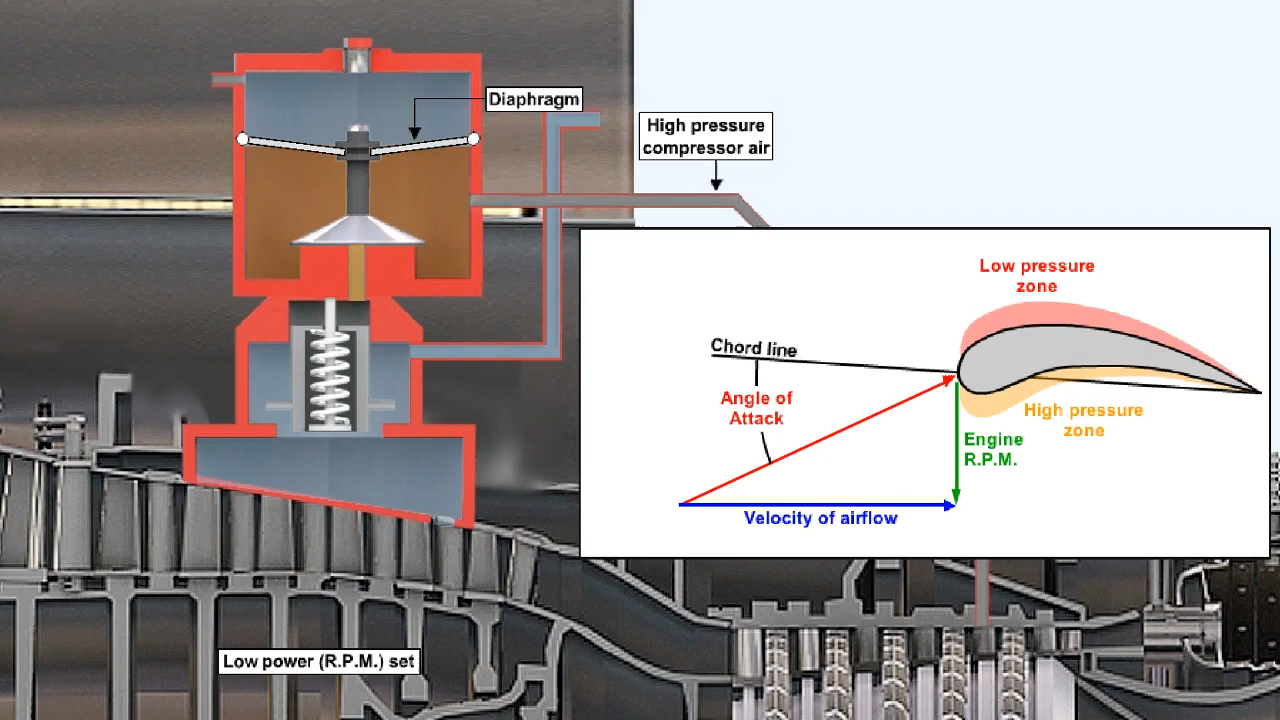 Diaphragm
High pressure
compressor air
Low pressure
zone
Chord line
Angle of
Attack
High pressure
zone
Engine
R.P.M.
Velocity of airflow
Low power (R.P.M.) set